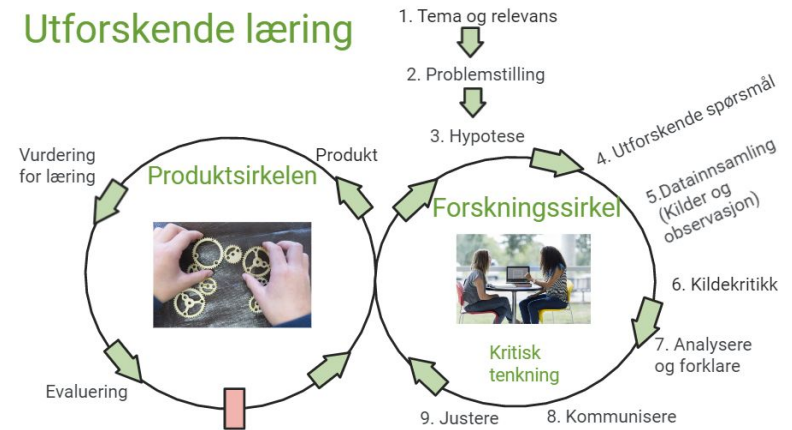 Utforskende læring
1. Tema og relevans
2. Problemstilling
3. Hypotese
4. Utforskende spørsmål
5.Datainnsamling
(Kilder og
observasjon)
6. Kildekritikk
7. Analysere
og forklare
8. Kommunisere
9. Justere
Forskningssirkel
Kritisk
tenkning
Produktsirkelen
Produkt
Vurdering
for læring
Evaluering